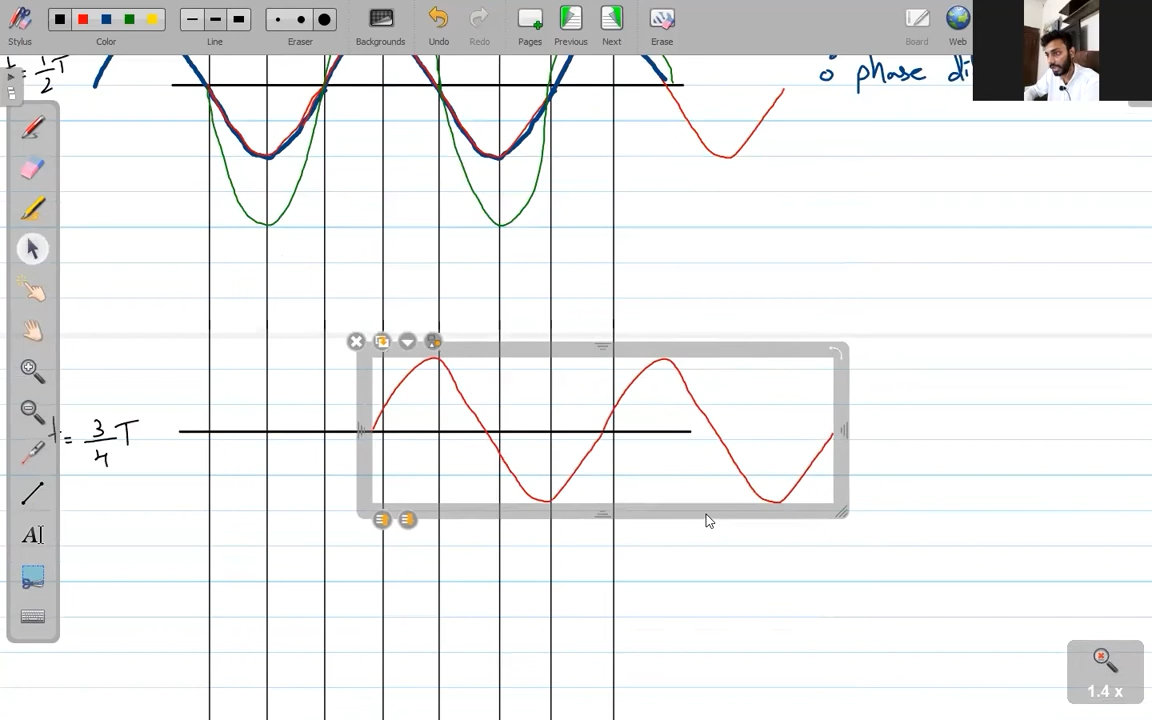 Stylus
Color
Line
Eraser
Backgrounds
Undo
Redo
Pages
Previous
Next
Erase
Board
Web
t = 1/2 T
o phase di
t = 3/4 T
A
1.4 x